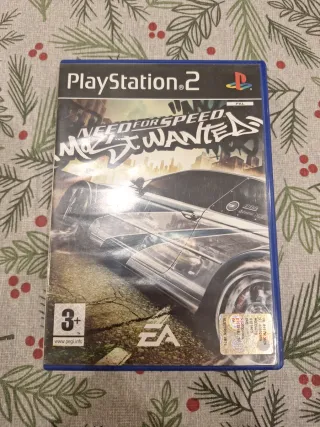 PlayStation®2
PAL
NEED FOR SPEED
MOST WANTED
3+
www.pegi.info
EA